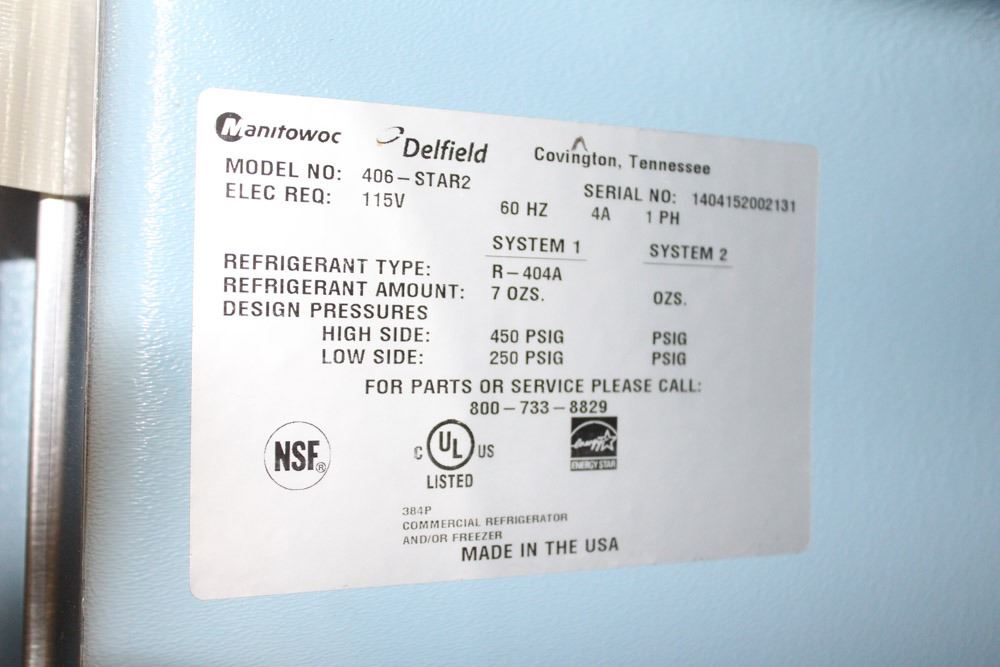 Manitowoc Delfield Covington, Tennessee
MODEL NO: 406-STAR2 SERIAL NO: 1404152002131
ELEC REQ: 115V 60 HZ 4A 1 PH
SYSTEM 1 SYSTEM 2
REFRIGERANT TYPE: R-404A
REFRIGERANT AMOUNT: 7 OZS. OZS.
DESIGN PRESSURES
HIGH SIDE: 450 PSIG PSIG
LOW SIDE: 250 PSIG PSIG
FOR PARTS OR SERVICE PLEASE CALL:
800-733-8829
NSF®
C UL US
LISTED
energy
ENERGY STAR
384P
COMMERCIAL REFRIGERATOR
AND/OR FREEZER
MADE IN THE USA